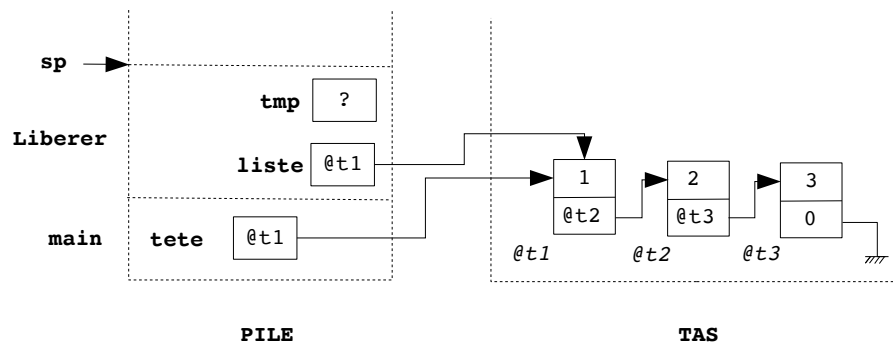 sp
tmp ?
Liberer
liste @t1
1 2 3
@t2 @t3 0
main tete @t1
@t1 @t2 @t3
PILE TAS